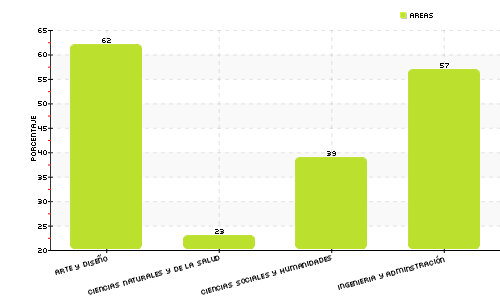 AREAS
65
62
60
57
55
50
45
40
39
35
30
25
23
20
PORCENTAJE
ARTE Y DISEÑO
CIENCIAS NATURALES Y DE LA SALUD
CIENCIAS SOCIALES Y HUMANIDADES
INGENIERIA Y ADMINSTRACIÓN